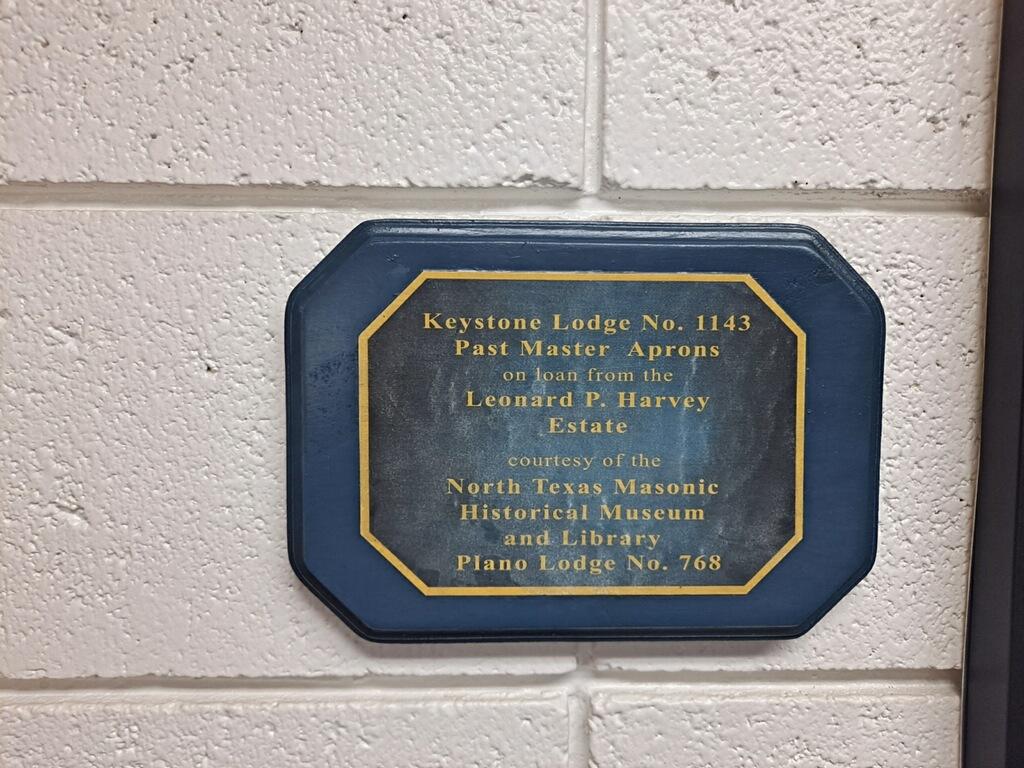 Keystone Lodge No. 1143
Past Master Aprons
on loan from the
Leonard P. Harvey
Estate
courtesy of the
North Texas Masonic
Historical Museum
and Library
Plano Lodge No. 768